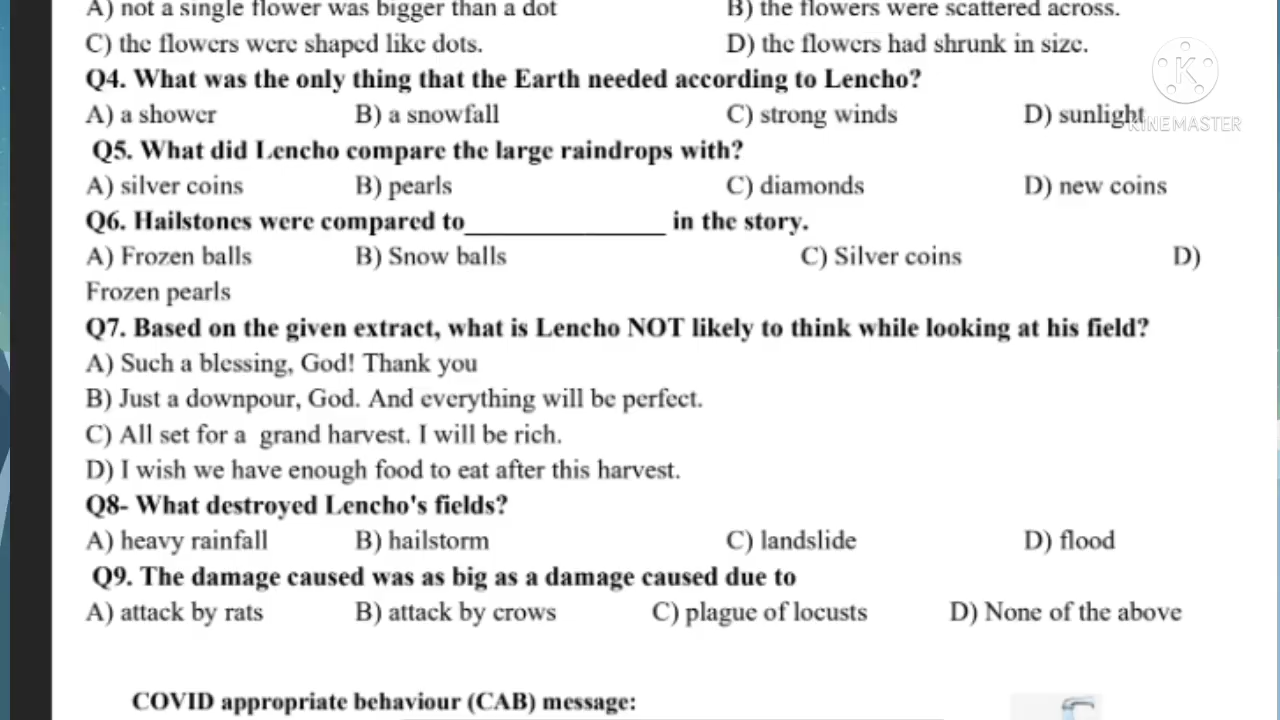 A) not a single flower was bigger than a dot B) the flowers were scattered across.
C) the flowers were shaped like dots. D) the flowers had shrunk in size.
Q4. What was the only thing that the Earth needed according to Lencho?
A) a shower B) a snowfall C) strong winds D) sunlight
KINEMASTER
Q5. What did Lencho compare the large raindrops with?
A) silver coins B) pearls C) diamonds D) new coins
Q6. Hailstones were compared to_______________ in the story.
A) Frozen balls B) Snow balls C) Silver coins D)
Frozen pearls
Q7. Based on the given extract, what is Lencho NOT likely to think while looking at his field?
A) Such a blessing, God! Thank you
B) Just a downpour, God. And everything will be perfect.
C) All set for a grand harvest. I will be rich.
D) I wish we have enough food to eat after this harvest.
Q8- What destroyed Lencho's fields?
A) heavy rainfall B) hailstorm C) landslide D) flood
Q9. The damage caused was as big as a damage caused due to
A) attack by rats B) attack by crows C) plague of locusts D) None of the above
COVID appropriate behaviour (CAB) message: